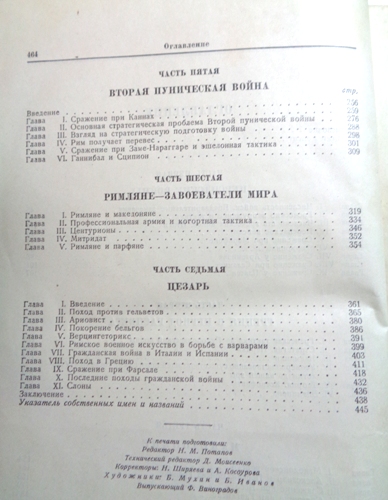 464
Оглавление
ЧАСТЬ ПЯТАЯ
ВТОРАЯ ПУНИЧЕСКАЯ ВОЙНА
стр.
Введение
Глава I. Сражение при Каннах 259
Глава II. Основная стратегическая проблема Второй пунической войны 276
Глава III. Взгляд на стратегическую подготовку войны 288
Глава IV. Рим получает перевес 298
Глава V. Сражение при Заме-Нараггаре и эшелонная тактика 301
Глава VI. Ганнибал и Сципион 309
ЧАСТЬ ШЕСТАЯ
РИМЛЯНЕ—ЗАВОЕВАТЕЛИ МИРА
Глава I. Римляне и македоняне 319
Глава II. Профессиональная армия и когортная тактика 334
Глава III. Центурионы 346
Глава IV. Митридат 352
Глава V. Римляне и парфяне 354
ЧАСТЬ СЕДЬМАЯ
ЦЕЗАРЬ
Глава I. Введение 361
Глава II. Поход против гельветов 365
Глава III. Ариовист 380
Глава IV. Покорение бельгов 386
Глава V. Верцингеторикс 391
Глава VI. Римское военное искусство в борьбе с варварами 399
Глава VII. Гражданская война в Италии и Испании 403
Глава VIII. Поход в Грецию 411
Глава IX. Сражение при Фарсале 418
Глава X. Последние походы гражданской войны 432
Глава XI. Слоны 436
Заключение 438
Указатель собственных имен и названий 445
К печати подготовили:
Редактор Н. М. Потапов
Технический редактор Д. Моисеенко
Корректоры: Н. Ширяева и А. Коспурова
Художники: Б. Мухин и Б. Иванов
Выпускающий Ф. Виноградов